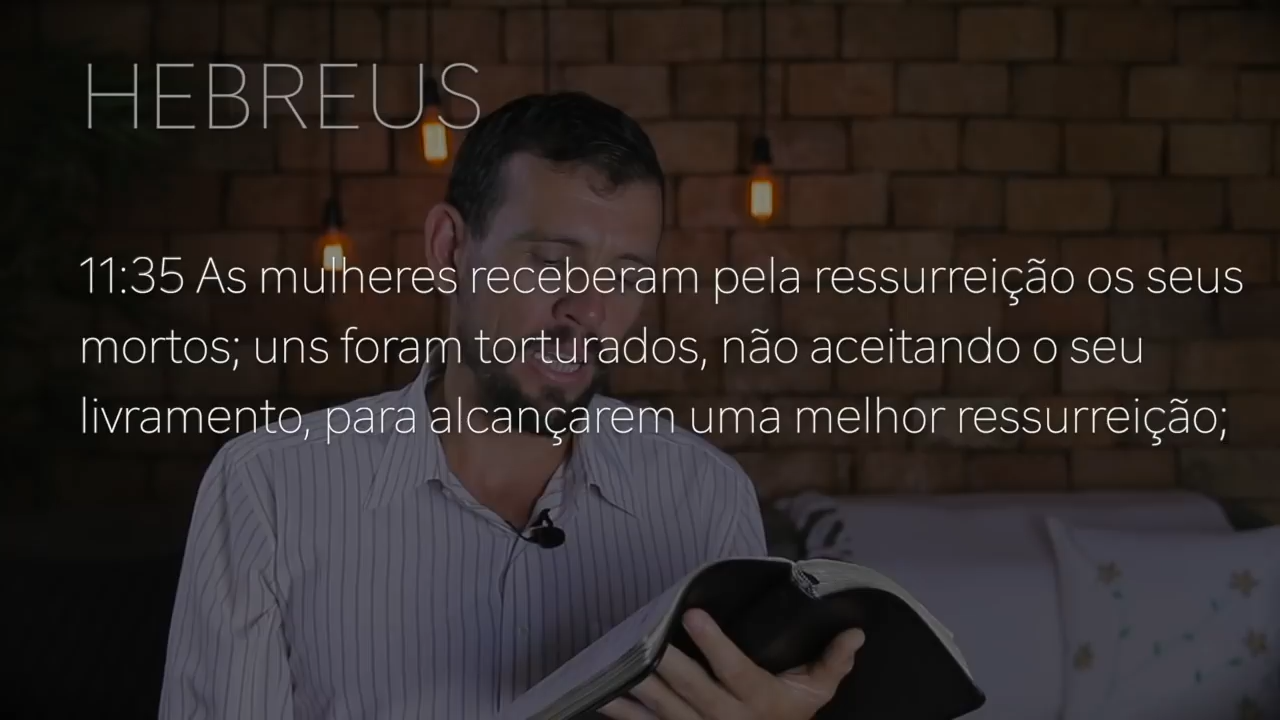 HEBREUS
11:35 As mulheres receberam pela ressurreição os seus
mortos; uns foram torturados, não aceitando o seu
livramento, para alcançarem uma melhor ressurreição;